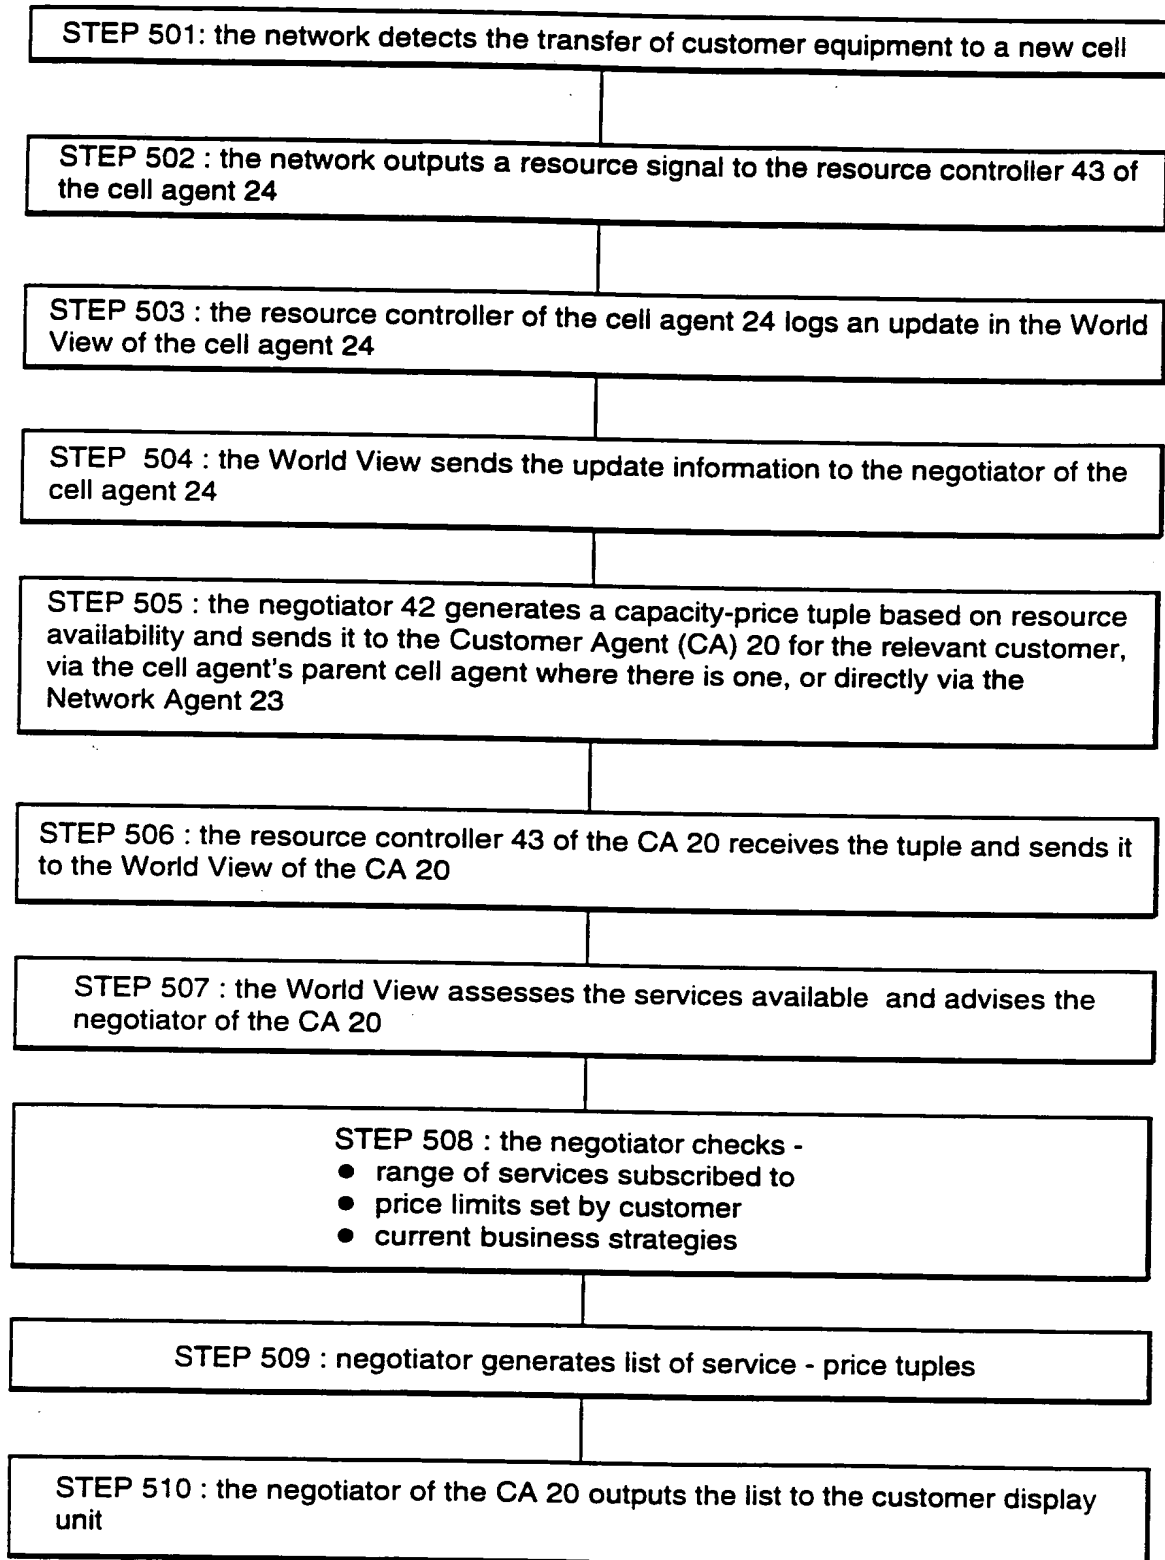 STEP 501: the network detects the transfer of customer equipment to a new cell
STEP 502 : the network outputs a resource signal to the resource controller 43 of
the cell agent 24
STEP 503 : the resource controller of the cell agent 24 logs an update in the World
View of the cell agent 24
STEP 504 : the World View sends the update information to the negotiator of the
cell agent 24
STEP 505 : the negotiator 42 generates a capacity-price tuple based on resource
availability and sends it to the Customer Agent (CA) 20 for the relevant customer,
via the cell agent's parent cell agent where there is one, or directly via the
Network Agent 23
STEP 506 : the resource controller 43 of the CA 20 receives the tuple and sends it
to the World View of the CA 20
STEP 507 : the World View assesses the services available and advises the
negotiator of the CA 20
STEP 508 : the negotiator checks -
● range of services subscribed to
● price limits set by customer
● current business strategies
STEP 509 : negotiator generates list of service - price tuples
STEP 510 : the negotiator of the CA 20 outputs the list to the customer display
unit